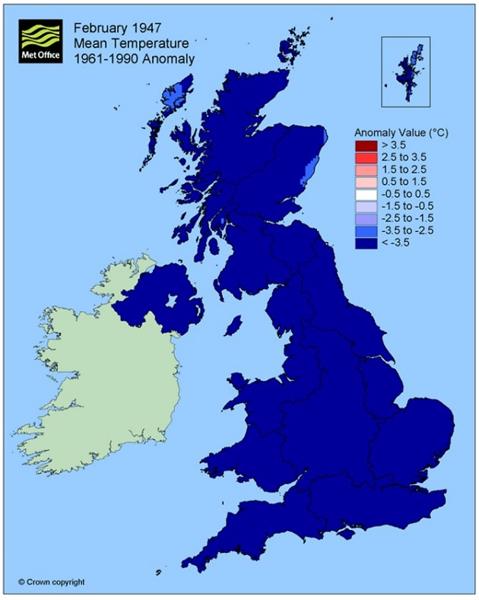 February 1947
Mean Temperature
1961-1990 Anomaly
Met Office
Anomaly Value (°C)
> 3.5
2.5 to 3.5
1.5 to 2.5
0.5 to 1.5
-0.5 to 0.5
-1.5 to -0.5
-2.5 to -1.5
-3.5 to -2.5
< -3.5
© Crown copyright